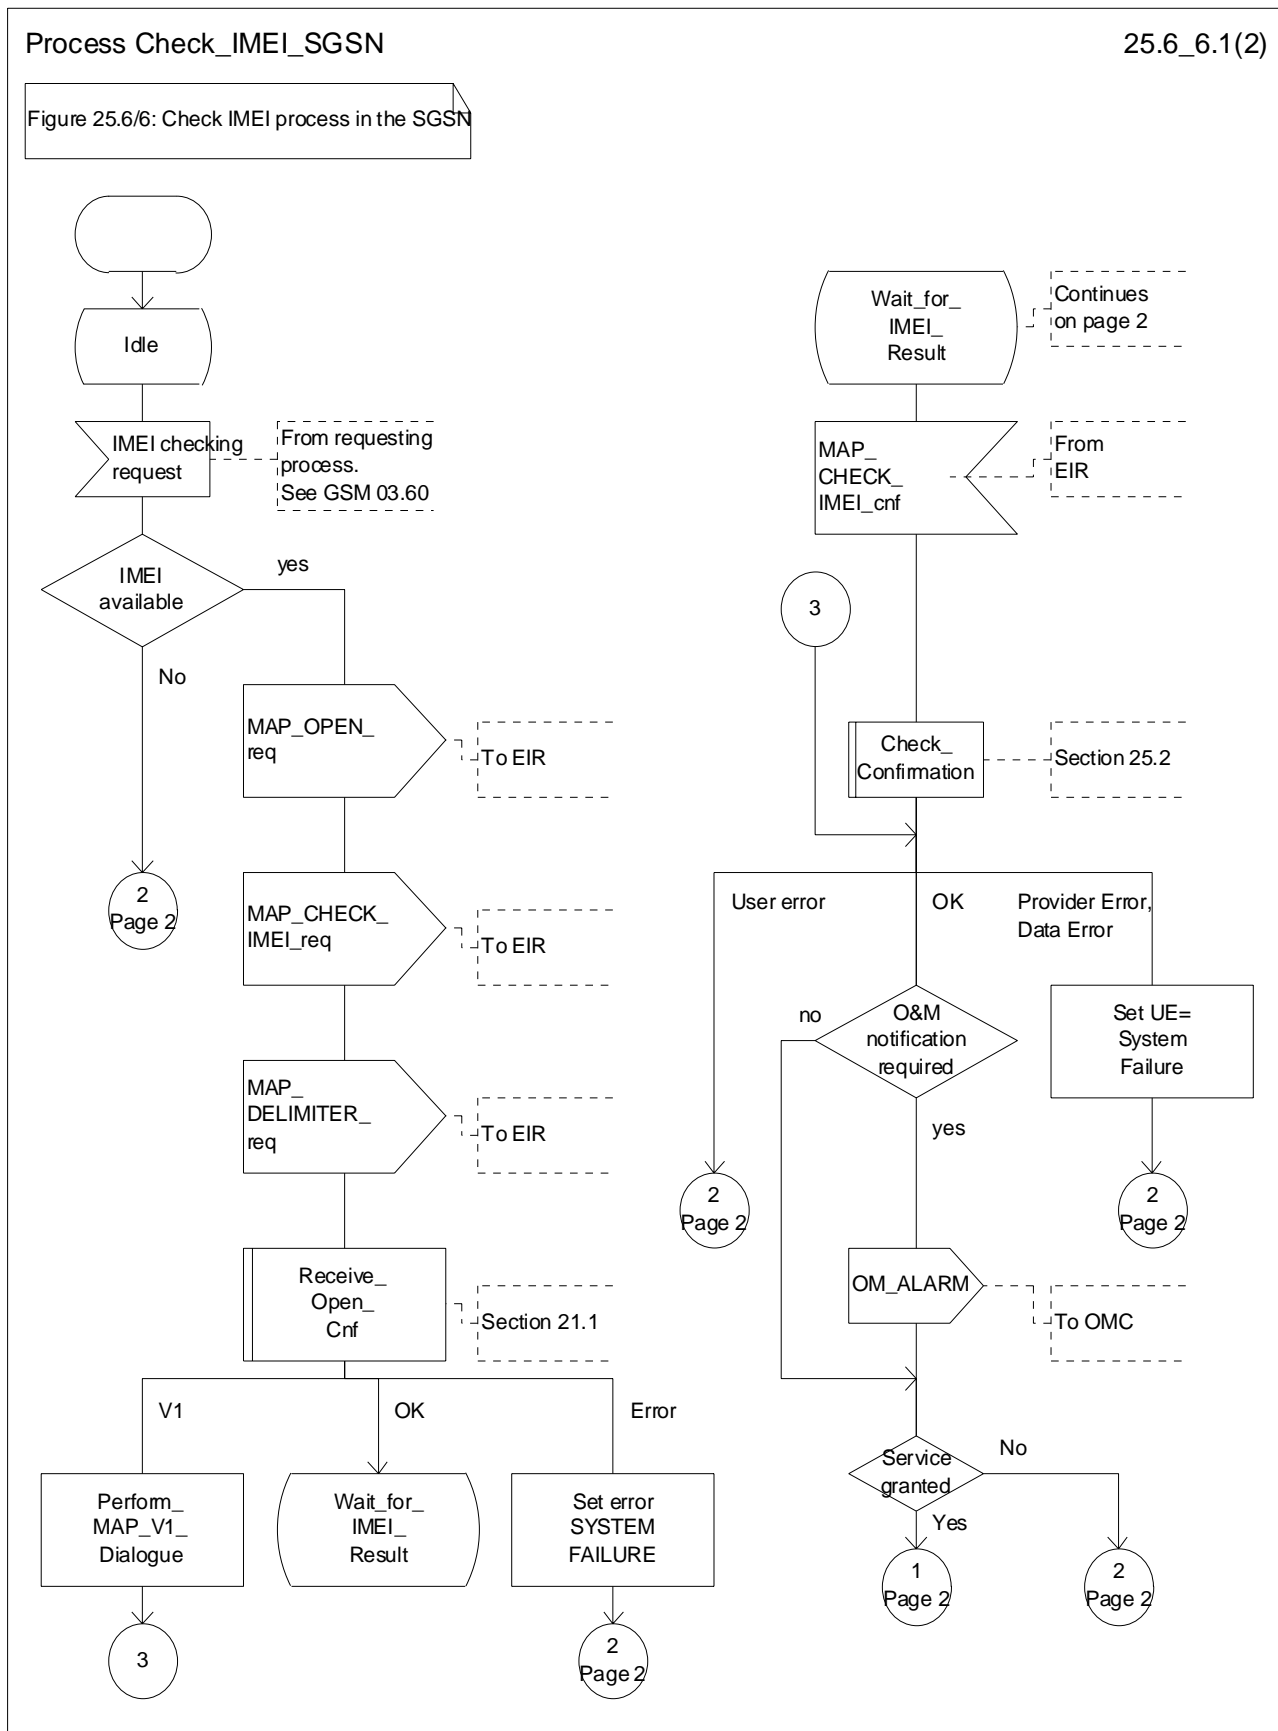 Process Check_IMEI_SGSN
25.6_6.1(2)
Figure 25.6/6: Check IMEI process in the SGSN
Idle
IMEI checking
request
From requesting
process.
See GSM 03.60
IMEI
available
yes
No
2
Page 2
MAP_OPEN_
req
To EIR
MAP_CHECK_
IMEI_req
To EIR
MAP_
DELIMITER_
req
To EIR
Receive_
Open_
Cnf
Section 21.1
V1
OK
Error
Perform_
MAP_V1_
Dialogue
Wait_for_
IMEI_
Result
Set error
SYSTEM
FAILURE
3
2
Page 2
Wait_for_
IMEI_
Result
Continues
on page 2
MAP_
CHECK_
IMEI_cnf
From
EIR
3
Check_
Confirmation
Section 25.2
User error
OK
Provider Error,
Data Error
no
O&M
notification
required
Set UE=
System
Failure
yes
2
Page 2
2
Page 2
OM_ALARM
To OMC
Service
granted
No
Yes
1
Page 2
2
Page 2